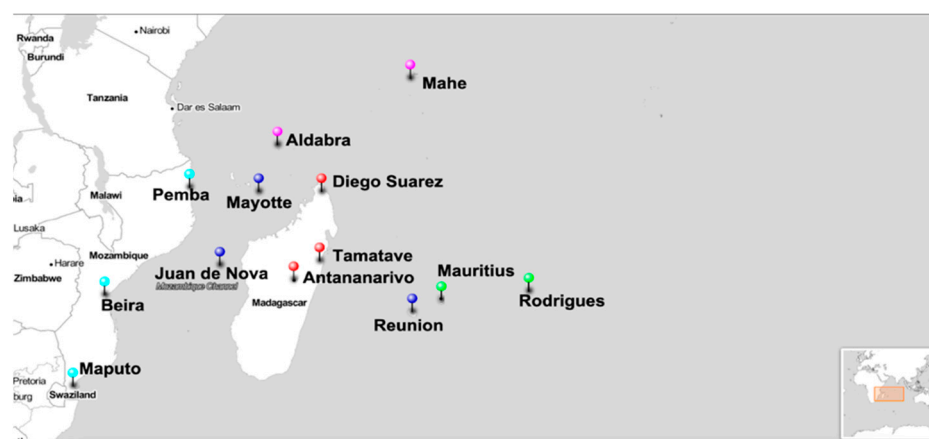 Nairobi
Rwanda
Burundi
Mahe
Tanzania
Dar es Salaam
Aldabra
Diego Suarez
Pemba
Malawi
Mayotte
Lusaka
Mozambique
Tamatave
Harare
Juan de Nova
Antananarivo
Mauritius
Zimbabwe
Mozambique Channel
Madagascar
Rodrigues
Beira
Reunion
Maputo
Pretoria
burg
Swaziland